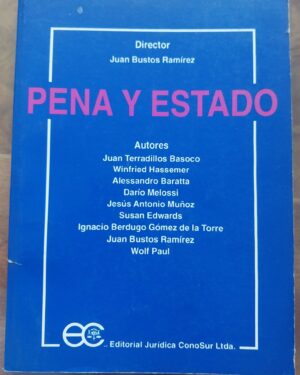 Director
Juan Bustos Ramírez
PENA Y ESTADO
Autores
Juan Terradillos Basoco
Winfried Hassemer
Alessandro Baratta
Darío Melossi
Jesús Antonio Muñoz
Susan Edwards
Ignacio Berdugo Gómez de la Torre
Juan Bustos Ramírez
Wolf Paul
Editorial Jurídica ConoSur Ltda.